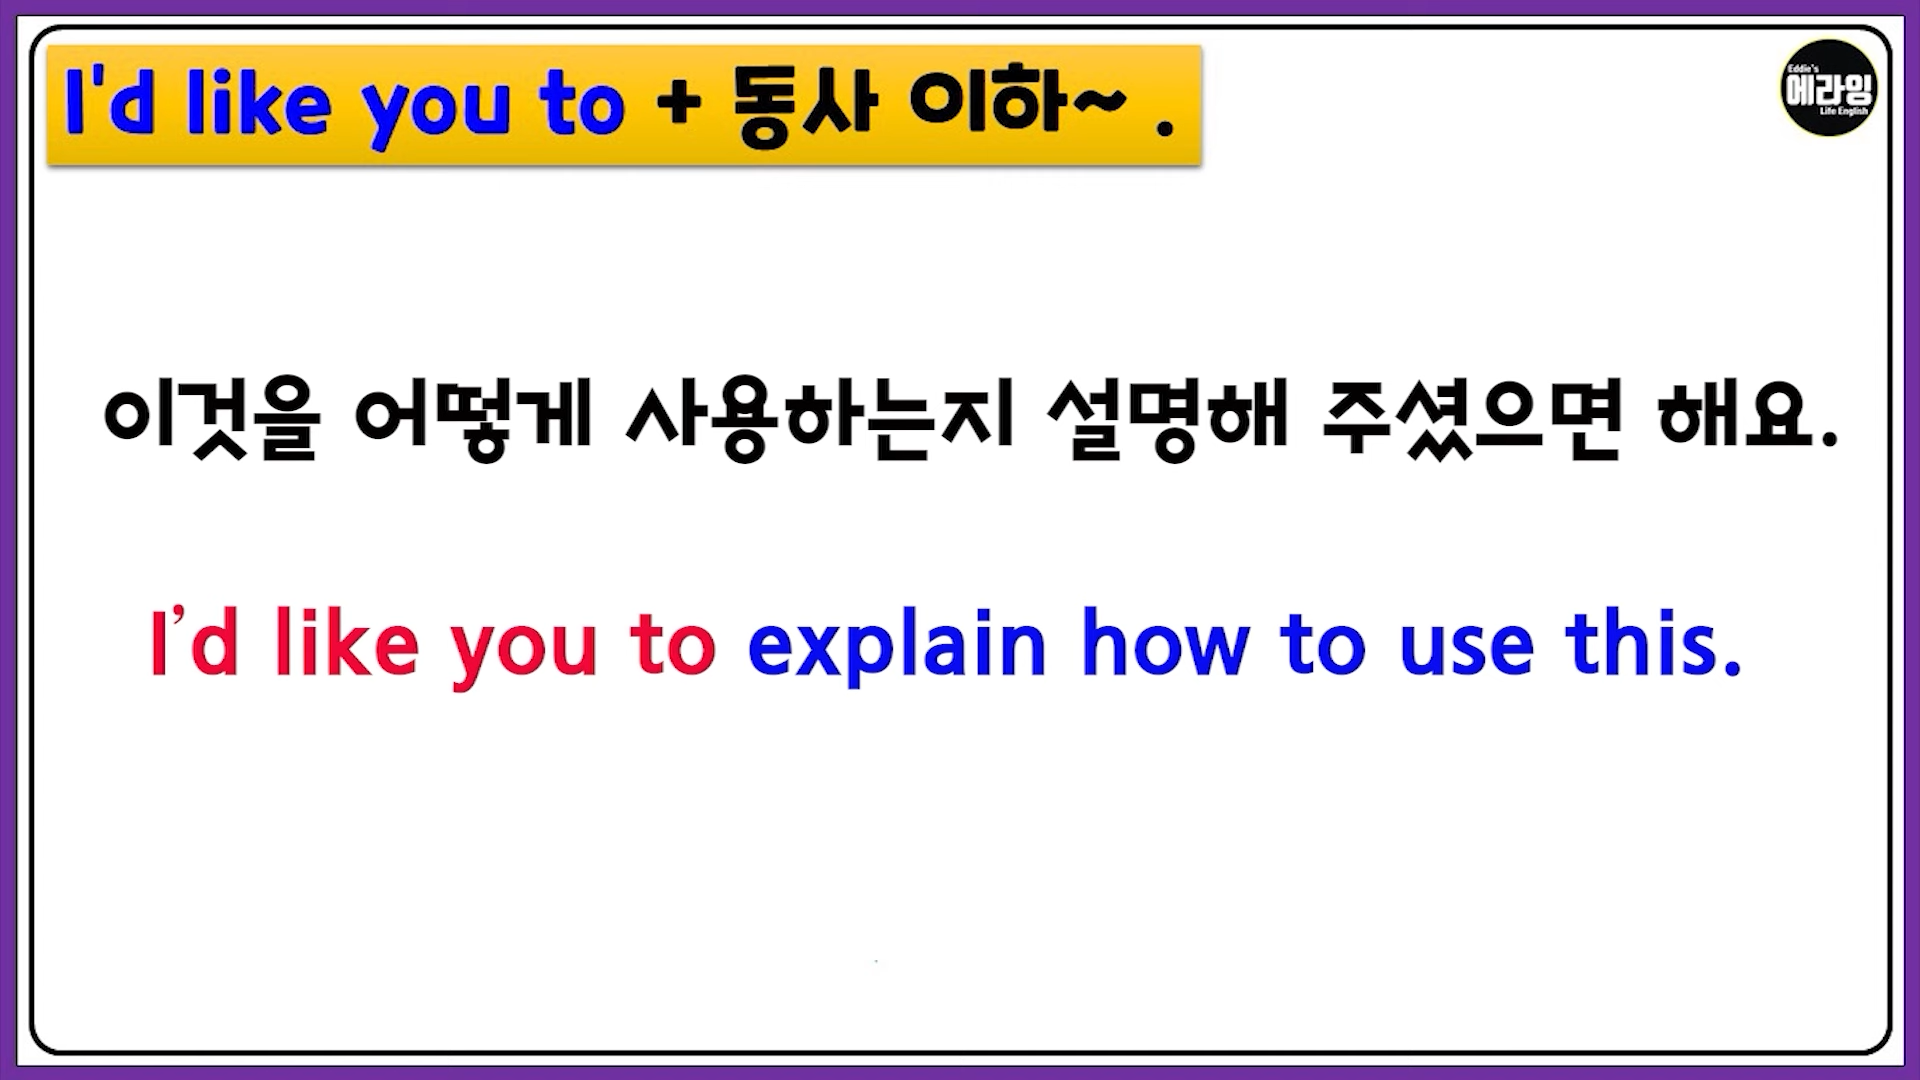 I'd like you to + 동사 이하~ .
Eddie's
에라잉
Life English
이것을 어떻게 사용하는지 설명해 주셨으면 해요.
I’d like you to explain how to use this.